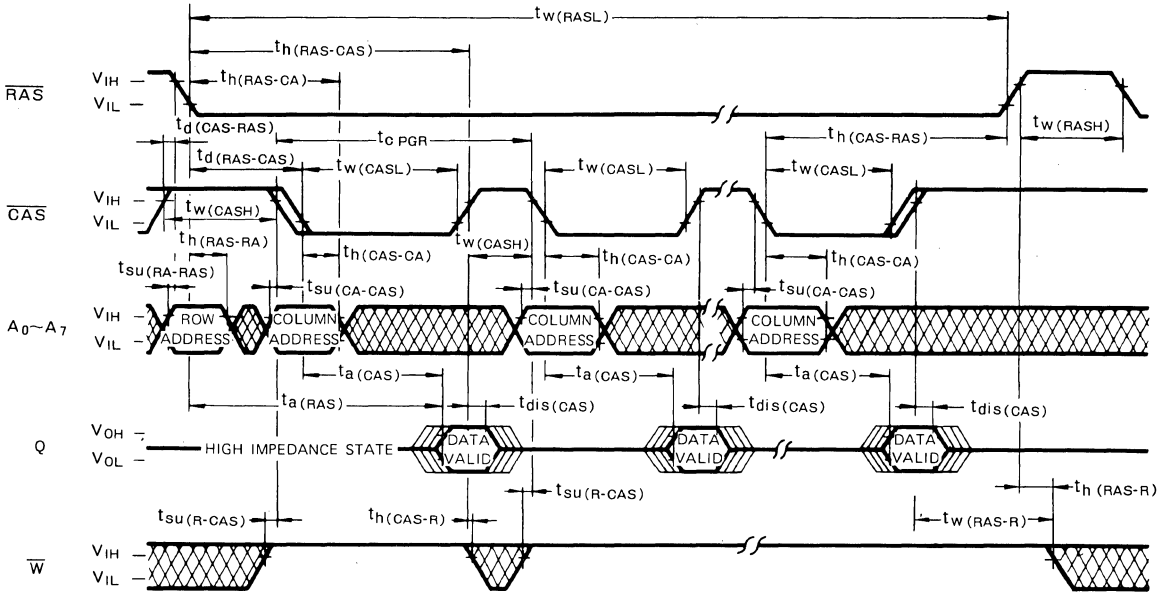 tw(RASL)
th(RAS-CAS)
th(RAS-CA)
RAS
VIH
VIL
td(CAS-RAS)
tC PGR
th(CAS-RAS)
tw(RASH)
td(RAS-CAS)
tw(CASL)
tw(CASL)
tw(CASL)
CAS
VIH
VIL
tw(CASH)
tw(CASH)
th(RAS-RA)
th(CAS-CA)
th(CAS-CA)
th(CAS-CA)
tsu(RA-RAS)
tsu(CA-CAS)
tsu(CA-CAS)
tsu(CA-CAS)
A0~A7
VIH
VIL
ROW ADDRESS
COLUMN ADDRESS
COLUMN ADDRESS
COLUMN ADDRESS
ta(CAS)
ta(CAS)
ta(CAS)
ta(RAS)
tdis(CAS)
tdis(CAS)
tdis(CAS)
Q
VOH
VOL
HIGH IMPEDANCE STATE
DATA VALID
DATA VALID
DATA VALID
tsu(R-CAS)
th(RAS-R)
tsu(R-CAS)
th(CAS-R)
tw(RAS-R)
W
VIH
VIL